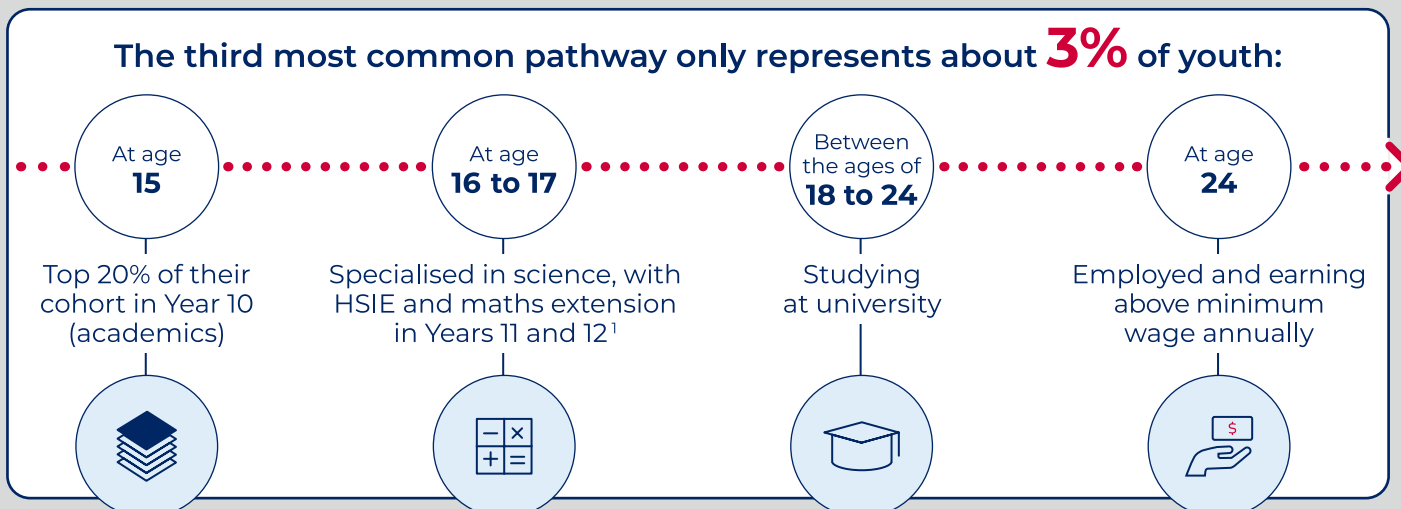 The third most common pathway only represents about 3% of youth:
At age
15
At age
16 to 17
Between
the ages of
18 to 24
At age
24
Top 20% of their
cohort in Year 10
(academics)
Specialised in science, with
HSIE and maths extension
in Years 11 and 12¹
Studying
at university
Employed and earning
above minimum
wage annually
− ×
+ =
$